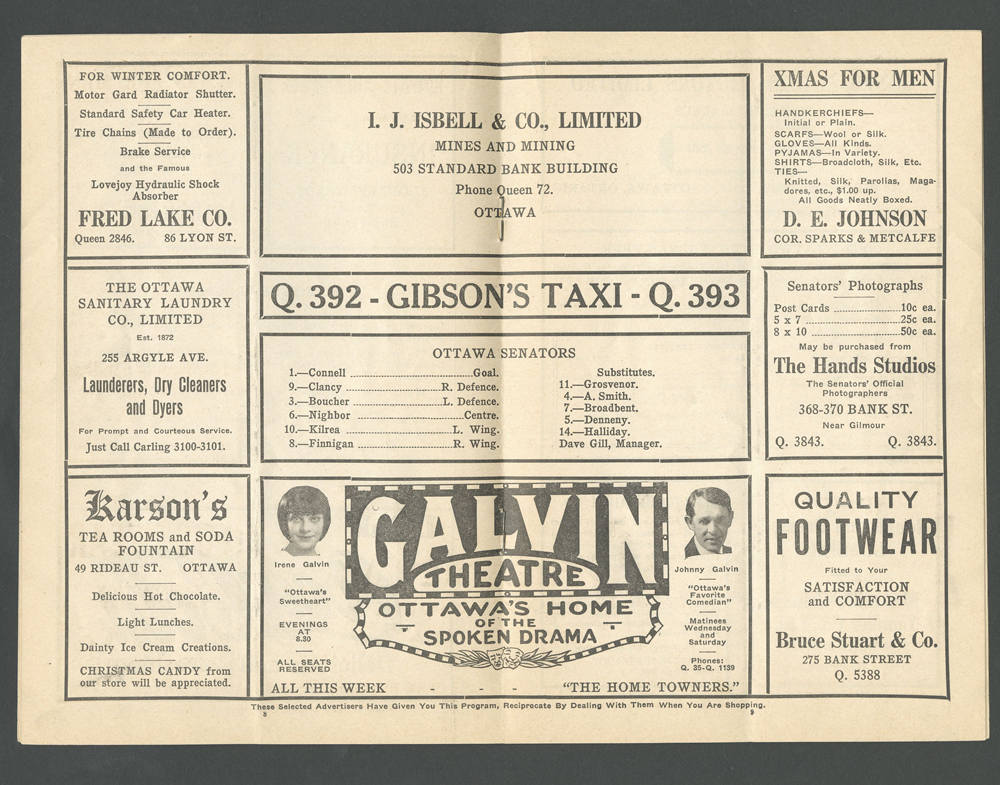 FOR WINTER COMFORT.
Motor Gard Radiator Shutter.
Standard Safety Car Heater.
Tire Chains (Made to Order).
Brake Service
and the Famous
Lovejoy Hydraulic Shock
Absorber
FRED LAKE CO.
Queen 2846. 86 LYON ST.
THE OTTAWA
SANITARY LAUNDRY
CO., LIMITED
Est. 1872
255 ARGYLE AVE.
Launderers, Dry Cleaners
and Dyers
For Prompt and Courteous Service.
Just Call Carling 3100-3101.
Karson's
TEA ROOMS and SODA
FOUNTAIN
49 RIDEAU ST. OTTAWA
Delicious Hot Chocolate.
Light Lunches.
Dainty Ice Cream Creations.
CHRISTMAS CANDY from
our store will be appreciated.
I. J. ISBELL & CO., LIMITED
MINES AND MINING
503 STANDARD BANK BUILDING
Phone Queen 72.
OTTAWA
Q. 392 - GIBSON'S TAXI - Q. 393
OTTAWA SENATORS
1.—Connell ........ Goal.
9.—Clancy ........ R. Defence.
3.—Boucher ........ L. Defence.
6.—Nighbor ........ Centre.
10.—Kilrea ........ L. Wing.
8.—Finnigan ........ R. Wing.
Substitutes.
11.—Grosvenor.
4.—A. Smith.
7.—Broadbent.
5.—Denneny.
14.—Halliday.
Dave Gill, Manager.
Irene Galvin
"Ottawa's
Sweetheart"
EVENINGS
AT
8.30
ALL SEATS
RESERVED
GALVIN
THEATRE
OTTAWA'S HOME
OF THE
SPOKEN DRAMA
Johnny Galvin
"Ottawa's
Favorite
Comedian"
Matinees
Wednesday
and
Saturday
Phones:
Q. 35-Q. 1139
ALL THIS WEEK - - - "THE HOME TOWNERS."
XMAS FOR MEN
HANDKERCHIEFS—
Initial or Plain.
SCARFS—Wool or Silk.
GLOVES—All Kinds.
PYJAMAS—In Variety.
SHIRTS—Broadcloth, Silk, Etc.
TIES—
Knitted, Silk, Parolias, Maga-
dores, etc., $1.00 up.
All Goods Neatly Boxed.
D. E. JOHNSON
COR. SPARKS & METCALFE
Senators' Photographs
Post Cards ........ 10c ea.
5 x 7 ........ 25c ea.
8 x 10 ........ 50c ea.
May be purchased from
The Hands Studios
The Senators' Official
Photographers
368-370 BANK ST.
Near Gilmour
Q. 3843. Q. 3843.
QUALITY
FOOTWEAR
Fitted to Your
SATISFACTION
and COMFORT
Bruce Stuart & Co.
275 BANK STREET
Q. 5388
These Selected Advertisers Have Given You This Program, Reciprocate By Dealing With Them When You Are Shopping.